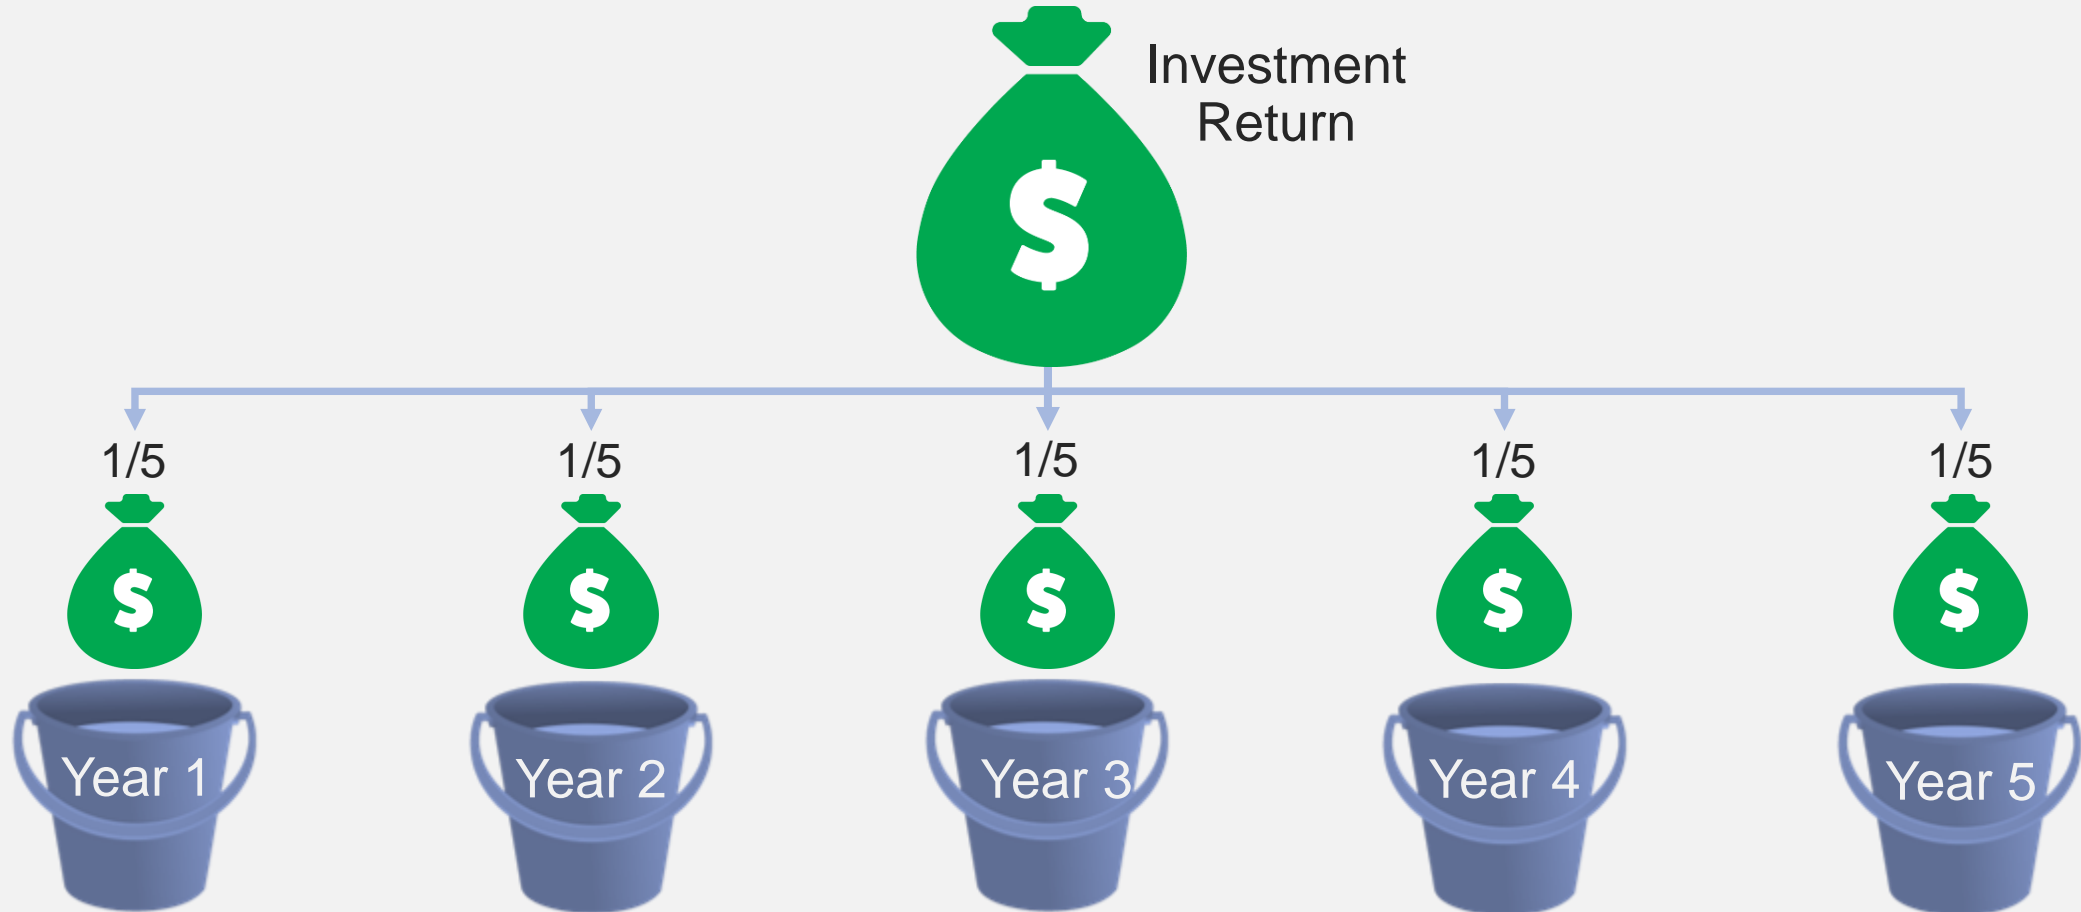 Investment
Return
$
1/5 1/5 1/5 1/5 1/5
$ $ $ $ $
Year 1 Year 2 Year 3 Year 4 Year 5